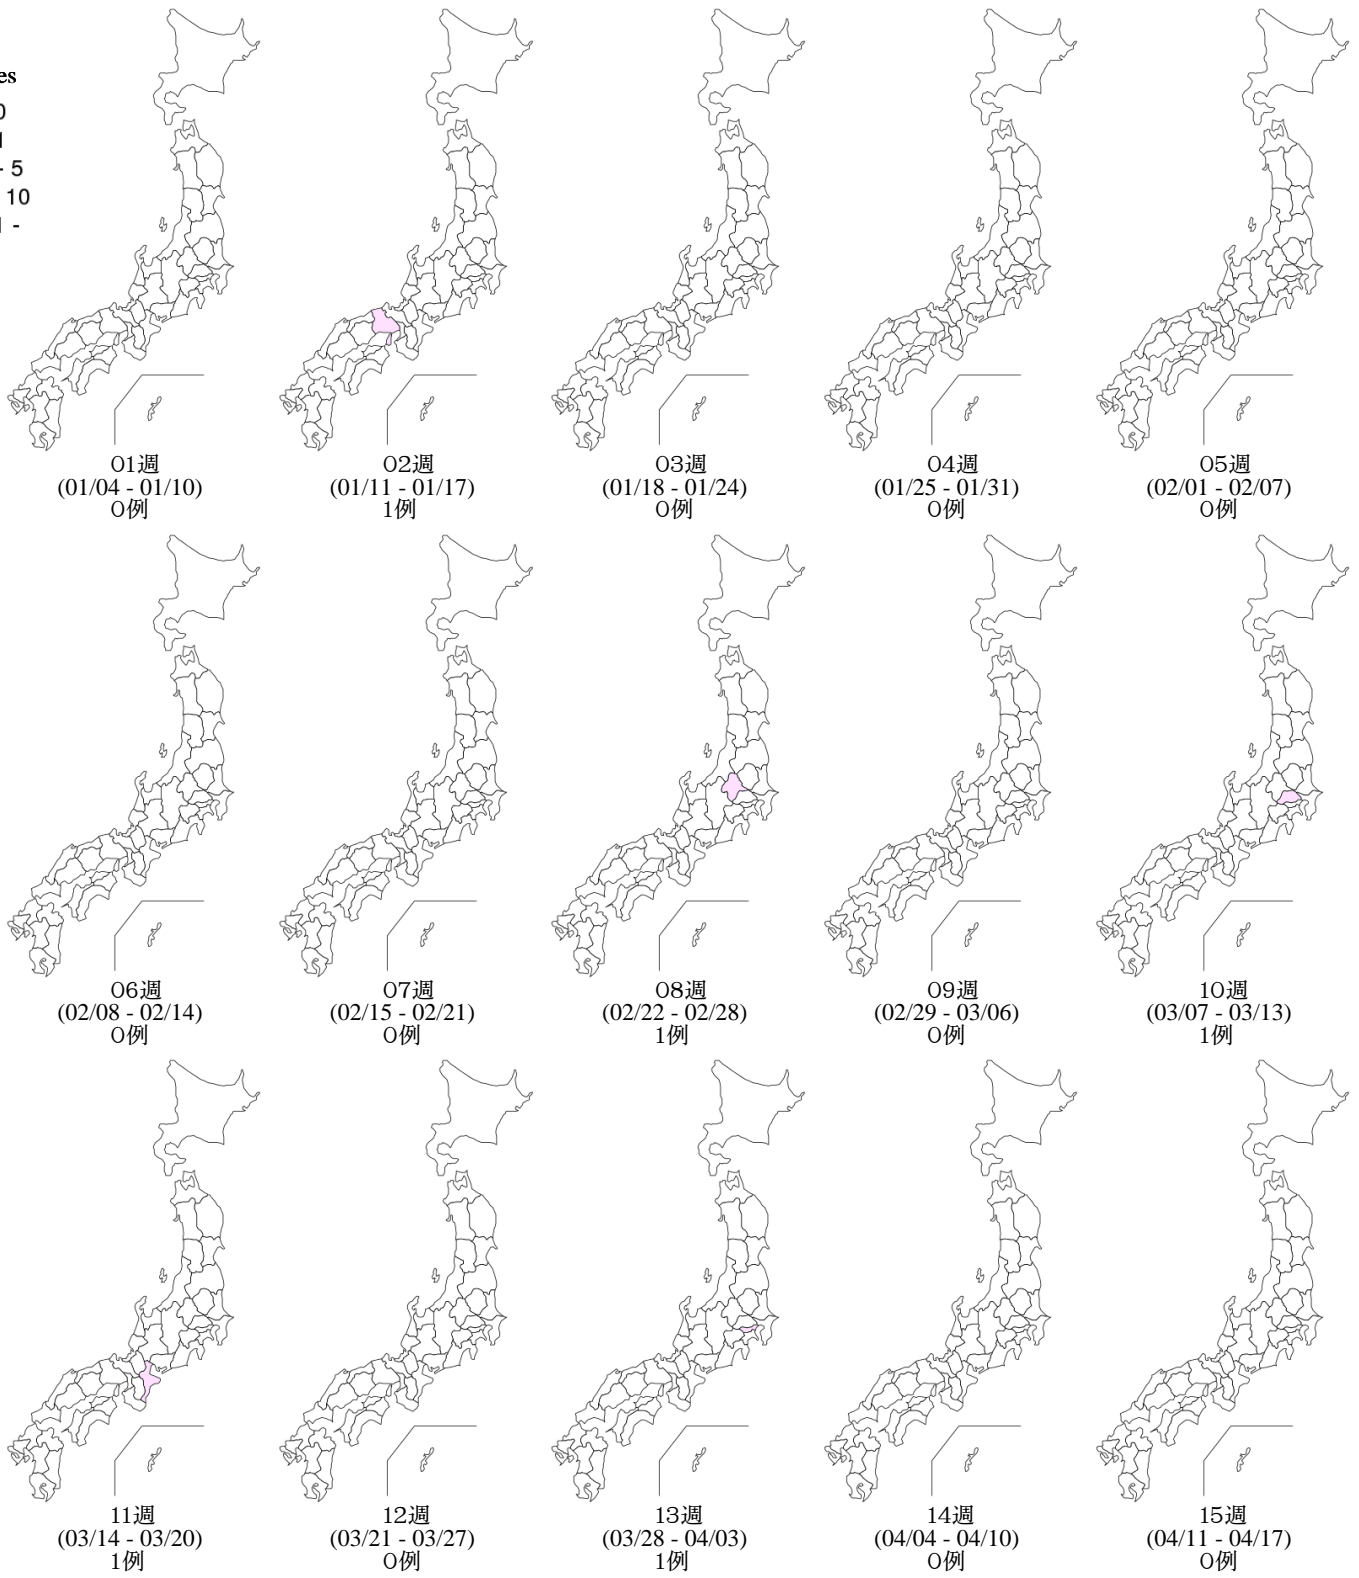 es
0
- 5
10
-
01週
(01/04 - 01/10)
0例
02週
(01/11 - 01/17)
1例
03週
(01/18 - 01/24)
0例
04週
(01/25 - 01/31)
0例
05週
(02/01 - 02/07)
0例
06週
(02/08 - 02/14)
0例
07週
(02/15 - 02/21)
0例
08週
(02/22 - 02/28)
1例
09週
(02/29 - 03/06)
0例
10週
(03/07 - 03/13)
1例
11週
(03/14 - 03/20)
1例
12週
(03/21 - 03/27)
0例
13週
(03/28 - 04/03)
1例
14週
(04/04 - 04/10)
0例
15週
(04/11 - 04/17)
0例